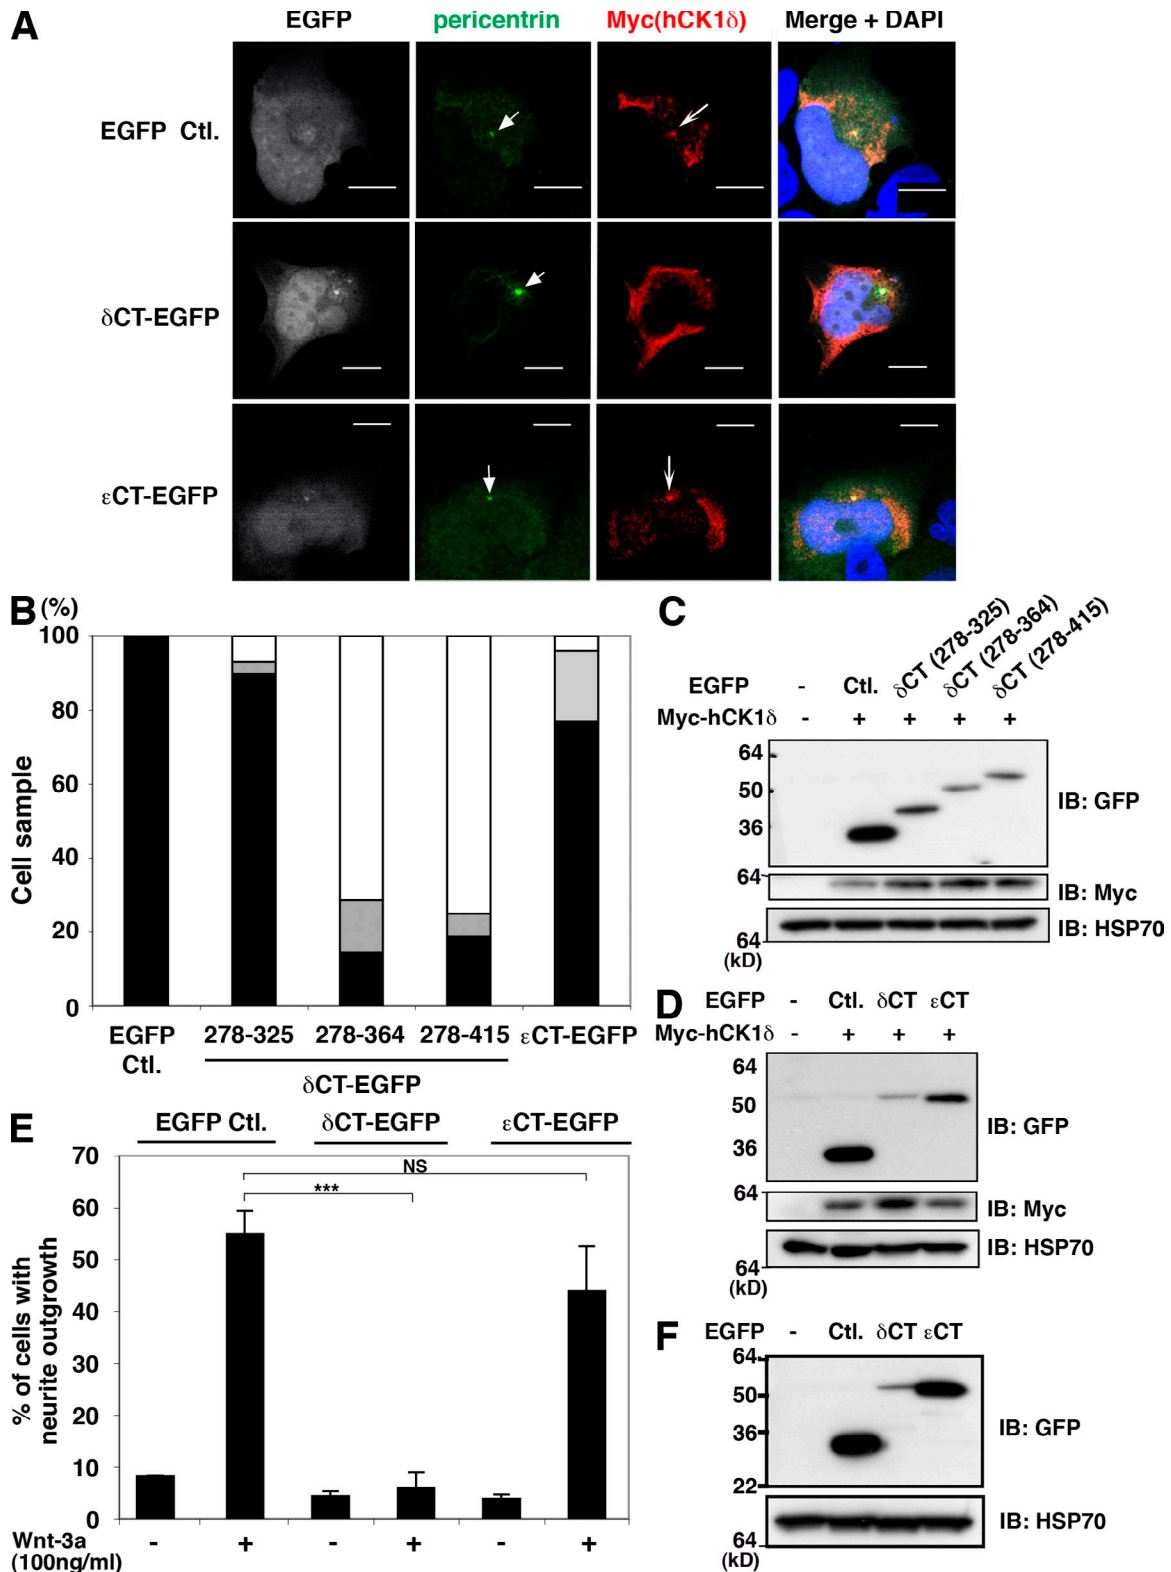 A
EGFP pericentrin Myc(hCK1δ) Merge + DAPI
EGFP Ctl.
δCT-EGFP
εCT-EGFP
B (%)
100
80
60
40
20
0
Cell sample
EGFP Ctl.
278-325 278-364 278-415 εCT-EGFP
δCT-EGFP
C
EGFP - Ctl. δCT (278-325) δCT (278-364) δCT (278-415)
Myc-hCK1δ - + + + +
64
50
36
IB: GFP
64
IB: Myc
IB: HSP70
64
(kD)
D
EGFP - Ctl. δCT εCT
Myc-hCK1δ - + + +
64
50
36
IB: GFP
64
IB: Myc
IB: HSP70
64
(kD)
E
EGFP Ctl. δCT-EGFP εCT-EGFP
70
60
50
40
30
20
10
0
% of cells with
neurite outgrowth
NS
***
Wnt-3a - + - + - +
(100ng/ml)
F
EGFP - Ctl. δCT εCT
64
50
36
22
IB: GFP
IB: HSP70
64
(kD)